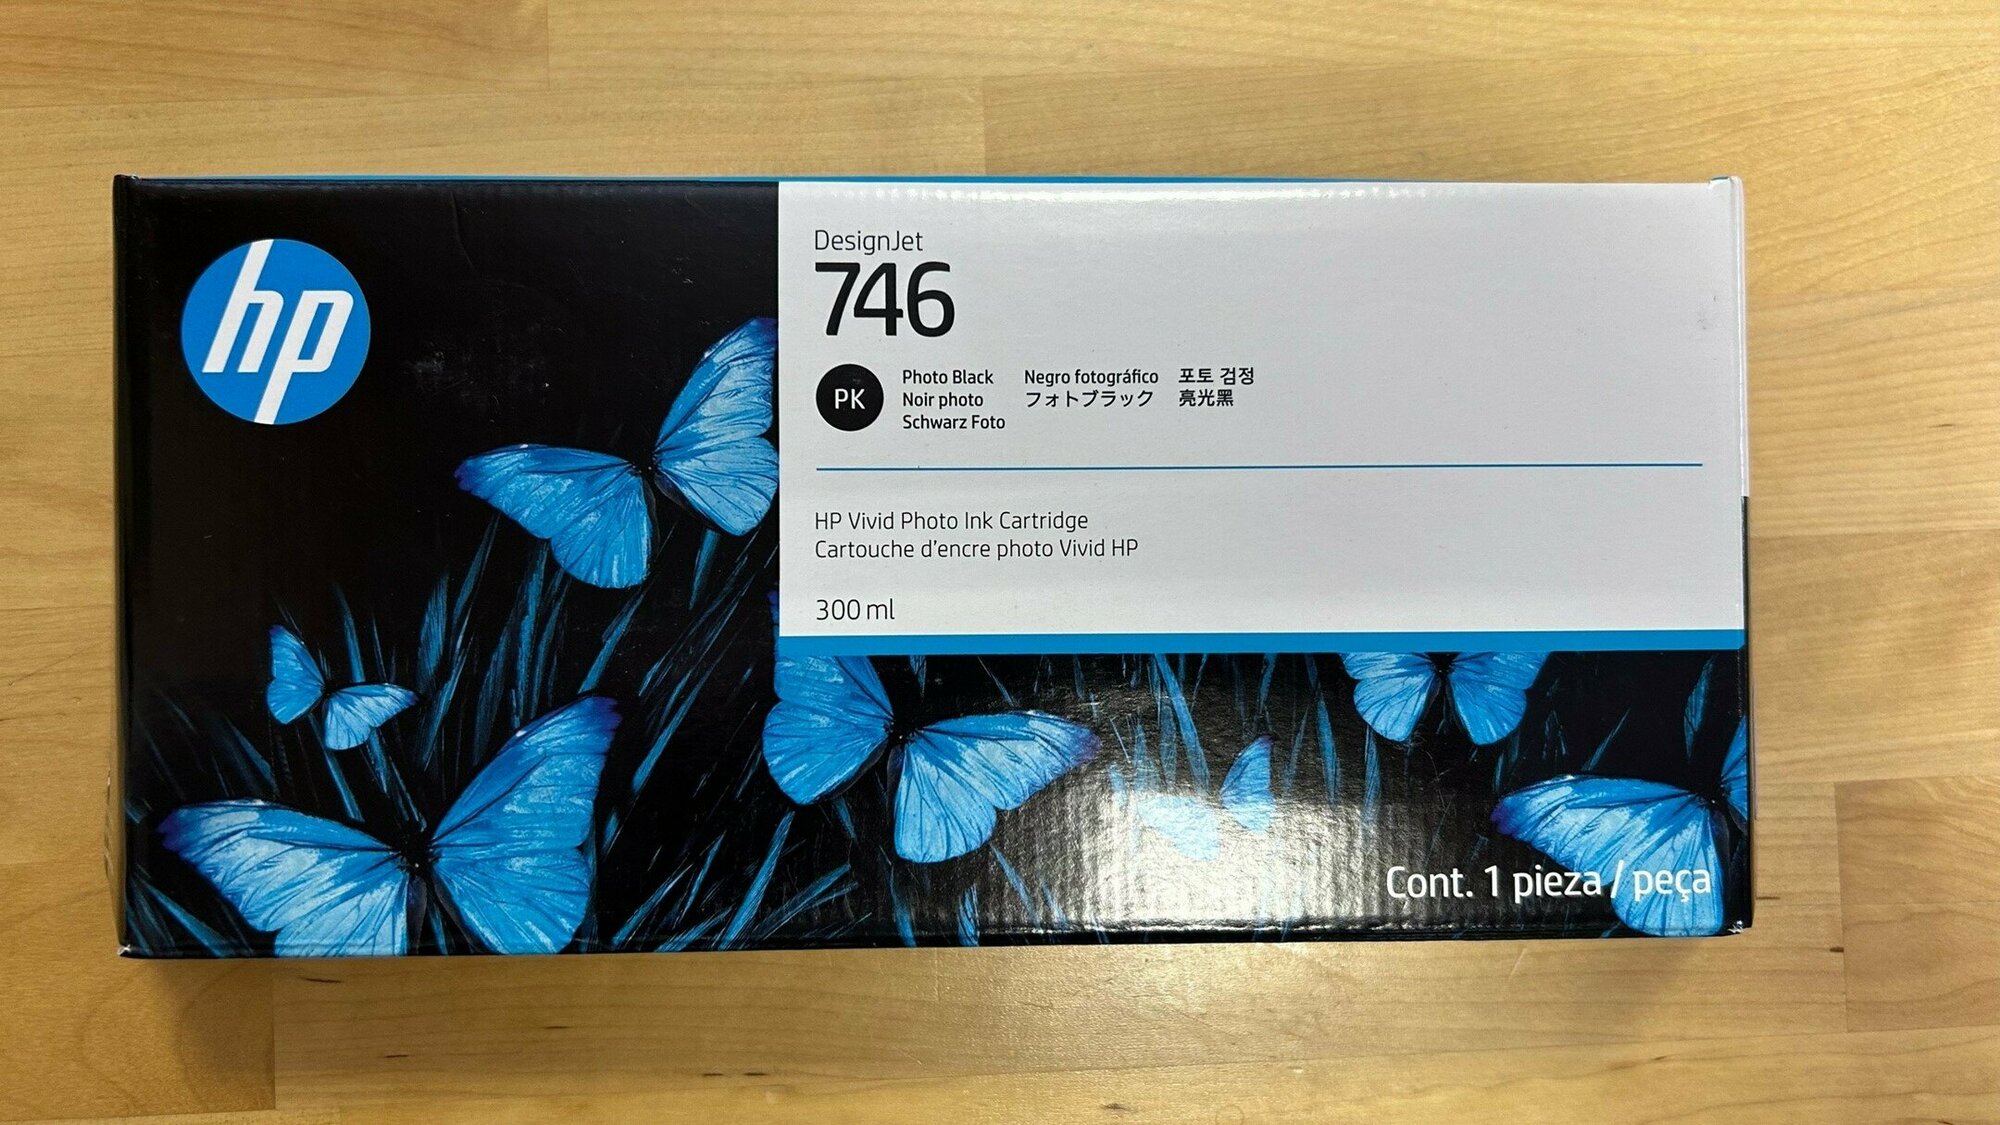 hp
DesignJet
746
PK
Photo Black
Noir photo
Schwarz Foto
Negro fotográfico
フォトブラック
포토 검정
亮光黑
HP Vivid Photo Ink Cartridge
Cartouche d'encre photo Vivid HP
300 ml
Cont. 1 pieza / peça